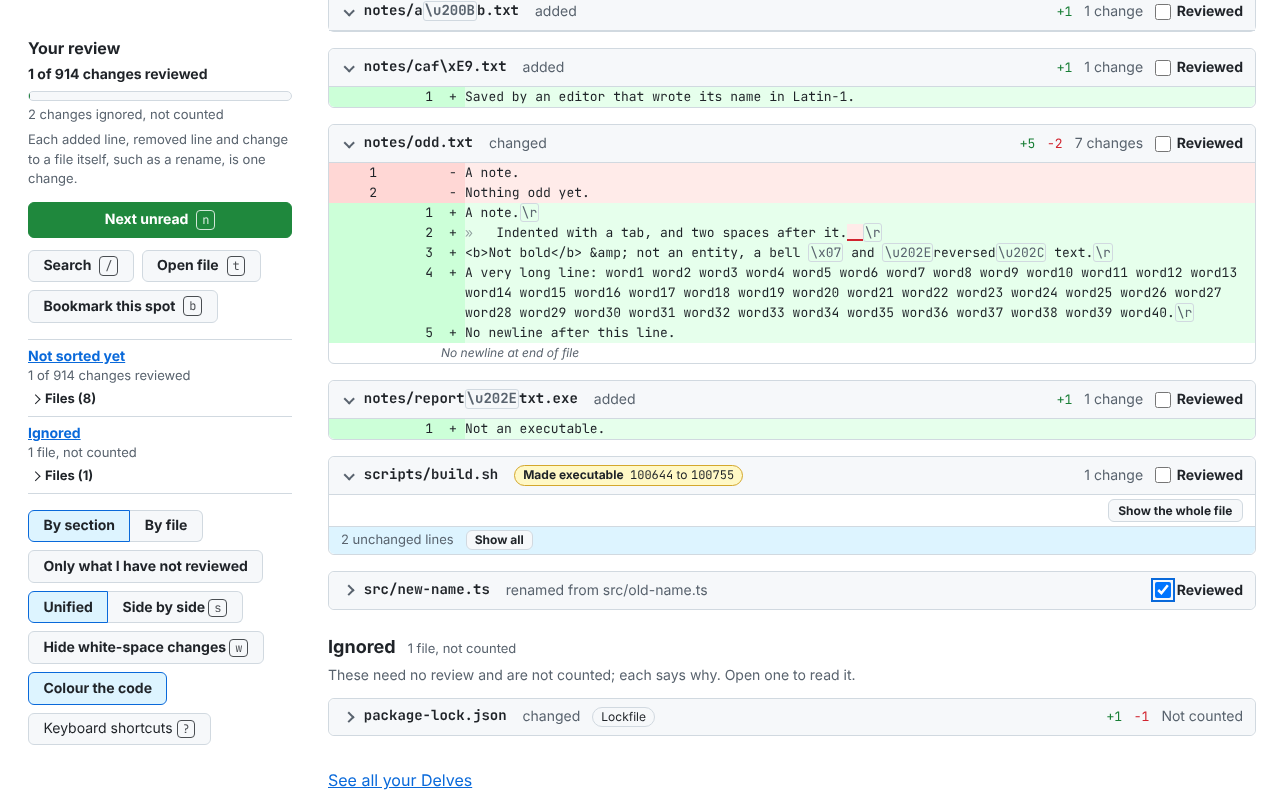 Your review
1 of 914 changes reviewed
2 changes ignored, not counted
Each added line, removed line and change
to a file itself, such as a rename, is one
change.
Next unread n
Search /
Open file t
Bookmark this spot b
Not sorted yet
1 of 914 changes reviewed
Files (8)
Ignored
1 file, not counted
Files (1)
By section By file
Only what I have not reviewed
Unified Side by side s
Hide white-space changes w
Colour the code
Keyboard shortcuts ?
notes/a\u200Bb.txt added +1 1 change Reviewed
notes/caf\xE9.txt added +1 1 change Reviewed
1 + Saved by an editor that wrote its name in Latin-1.
notes/odd.txt changed +5 -2 7 changes Reviewed
1 - A note.
2 - Nothing odd yet.
1 + A note.\r
2 + » Indented with a tab, and two spaces after it. \r
3 + <b>Not bold</b> &amp; not an entity, a bell \x07 and \u202Ereversed\u202C text.\r
4 + A very long line: word1 word2 word3 word4 word5 word6 word7 word8 word9 word10 word11 word12 word13
word14 word15 word16 word17 word18 word19 word20 word21 word22 word23 word24 word25 word26 word27
word28 word29 word30 word31 word32 word33 word34 word35 word36 word37 word38 word39 word40.\r
5 + No newline after this line.
No newline at end of file
notes/report\u202Etxt.exe added +1 1 change Reviewed
1 + Not an executable.
scripts/build.sh Made executable 100644 to 100755 1 change Reviewed
Show the whole file
2 unchanged lines Show all
src/new-name.ts renamed from src/old-name.ts Reviewed
Ignored 1 file, not counted
These need no review and are not counted; each says why. Open one to read it.
package-lock.json changed Lockfile +1 -1 Not counted
See all your Delves